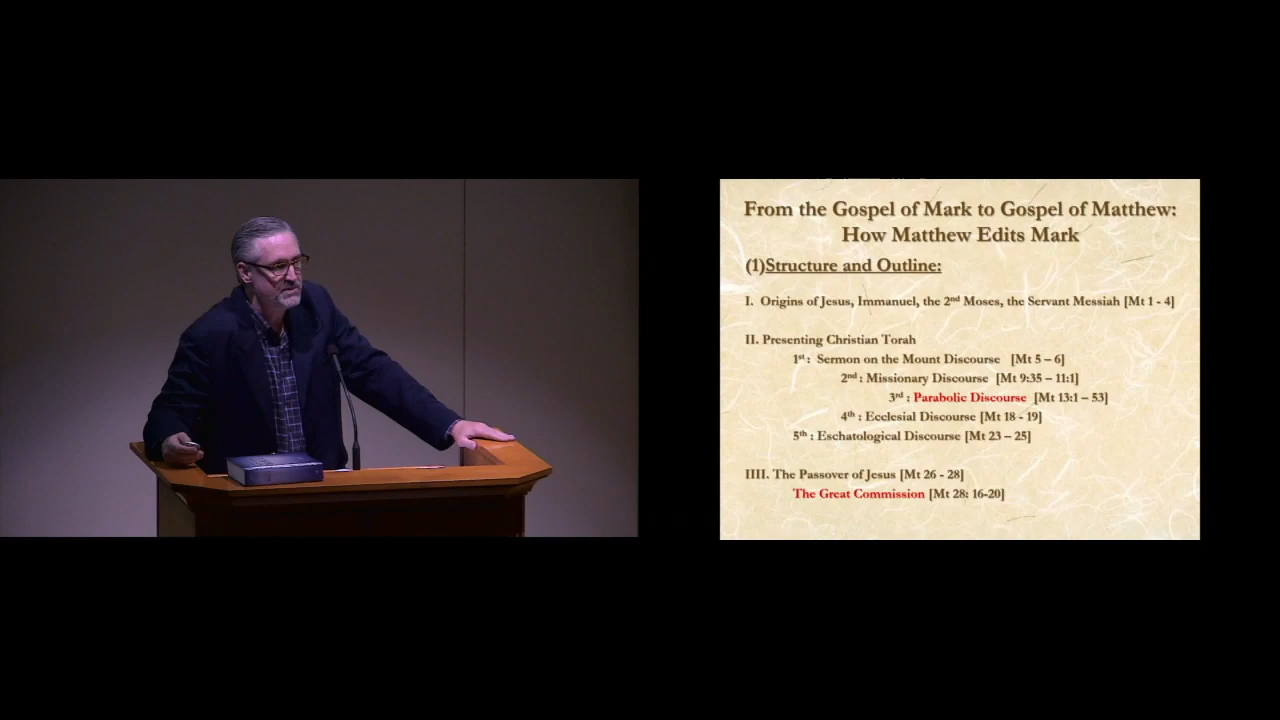 From the Gospel of Mark to Gospel of Matthew:
How Matthew Edits Mark
(1)Structure and Outline:
I. Origins of Jesus, Immanuel, the 2nd Moses, the Servant Messiah [Mt 1 - 4]
II. Presenting Christian Torah
1st : Sermon on the Mount Discourse [Mt 5 – 6]
2nd : Missionary Discourse [Mt 9:35 – 11:1]
3rd : Parabolic Discourse [Mt 13:1 – 53]
4th : Ecclesial Discourse [Mt 18 - 19]
5th : Eschatological Discourse [Mt 23 – 25]
IIII. The Passover of Jesus [Mt 26 - 28]
The Great Commission [Mt 28: 16-20]